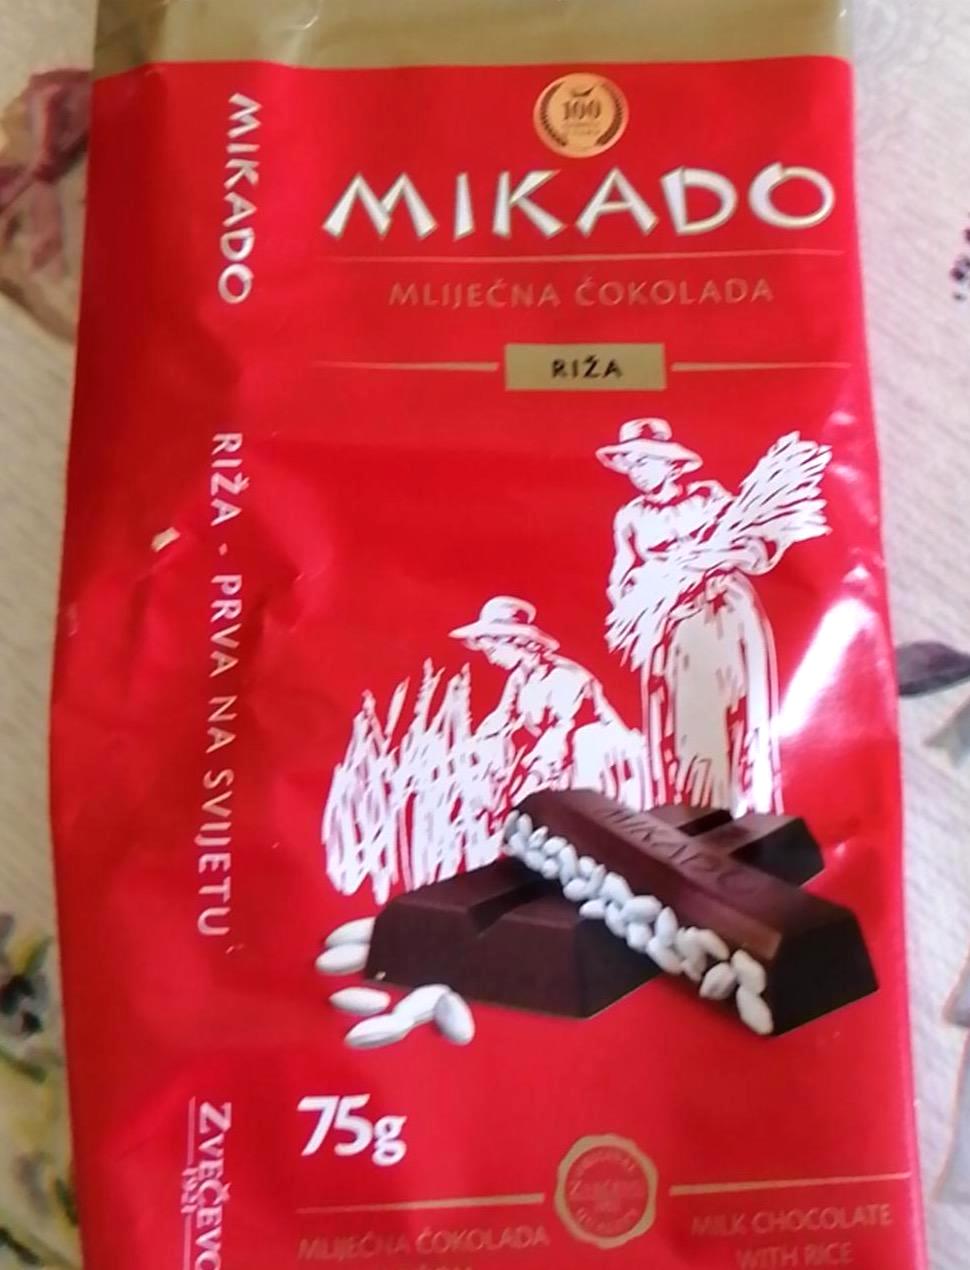 100
MIKADO
MLIJEČNA ČOKOLADA
RIŽA
MIKADO
RIŽA - PRVA NA SVIJETU
ZVEČEVO
1921
MIKADO
75g
MLIJEČNA ČOKOLADA
MILK CHOCOLATE
WITH RICE